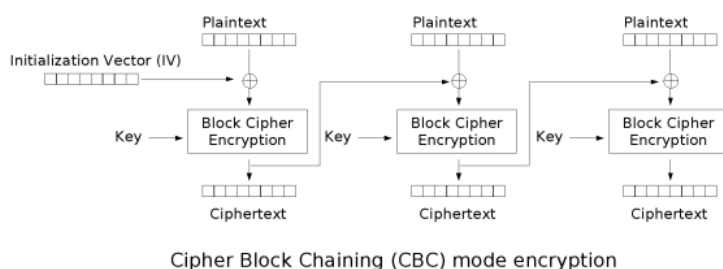 Plaintext
Plaintext
Plaintext
Initialization Vector (IV)
Key
Block Cipher
Encryption
Key
Block Cipher
Encryption
Key
Block Cipher
Encryption
Ciphertext
Ciphertext
Ciphertext
Cipher Block Chaining (CBC) mode encryption